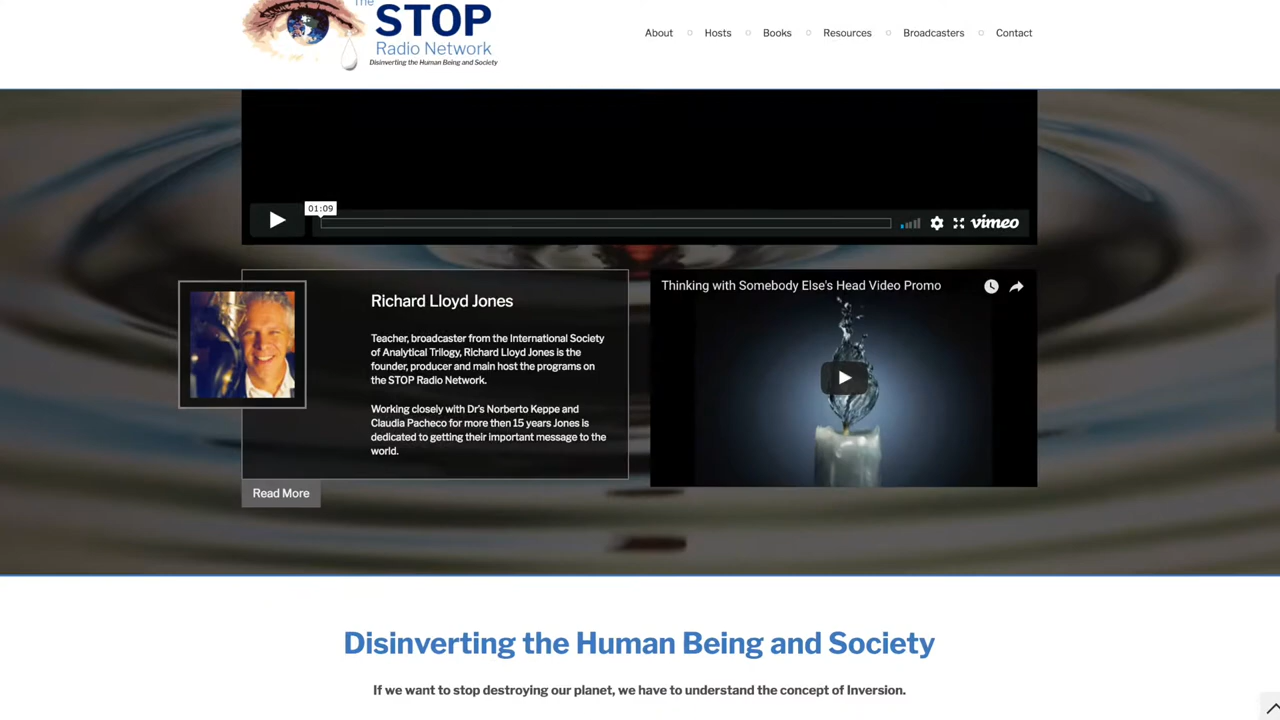 The
STOP
Radio Network
Disinverting the Human Being and Society
About Hosts Books Resources Broadcasters Contact
01:09
vimeo
Richard Lloyd Jones
Teacher, broadcaster from the International Society
of Analytical Trilogy, Richard Lloyd Jones is the
founder, producer and main host the programs on
the STOP Radio Network.
Working closely with Dr's Norberto Keppe and
Claudia Pacheco for more then 15 years Jones is
dedicated to getting their important message to the
world.
Read More
Thinking with Somebody Else's Head Video Promo
Disinverting the Human Being and Society
If we want to stop destroying our planet, we have to understand the concept of Inversion.